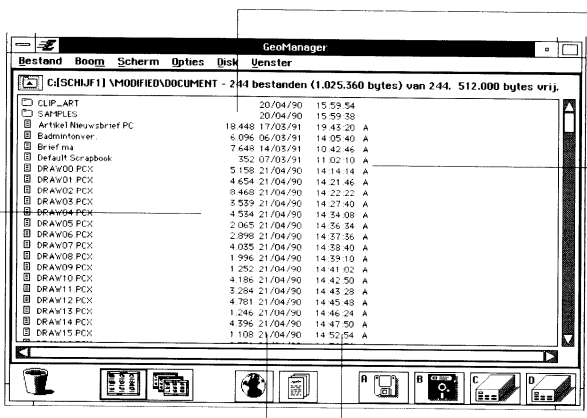 GeoManager
Bestand Boom Scherm Opties Disk Venster
C:[SCHIJF1] \MODIFIED\DOCUMENT - 244 bestanden (1.025.360 bytes) van 244, 512.000 bytes vrij.
CLIP_ART 20/04/90 15:59:54
SAMPLES 20/04/90 15:59:38
Artikel Nieuwsbrief PC 18.448 17/03/91 19:43:20 A
Badmintonver. 6.096 06/03/91 14:05:40 A
Brief ma 7.648 14/03/91 10:42:46 A
Default Scrapbook 352 07/03/91 11:02:10 A
DRAW00.PCX 5.158 21/04/90 14:14:14 A
DRAW01.PCX 4.654 21/04/90 14:21:46 A
DRAW02.PCX 8.468 21/04/90 14:22:22 A
DRAW03.PCX 3.539 21/04/90 14:27:40 A
DRAW04.PCX 4.534 21/04/90 14:34:08 A
DRAW05.PCX 2.065 21/04/90 14:36:34 A
DRAW06.PCX 2.898 21/04/90 14:37:36 A
DRAW07.PCX 4.035 21/04/90 14:38:40 A
DRAW08.PCX 1.996 21/04/90 14:39:10 A
DRAW09.PCX 1.252 21/04/90 14:41:02 A
DRAW10.PCX 4.186 21/04/90 14:42:50 A
DRAW11.PCX 3.284 21/04/90 14:43:28 A
DRAW12.PCX 4.781 21/04/90 14:45:48 A
DRAW13.PCX 1.246 21/04/90 14:46:24 A
DRAW14.PCX 4.396 21/04/90 14:47:50 A
DRAW15.PCX 1.108 21/04/90 14:52:54 A
A B C D